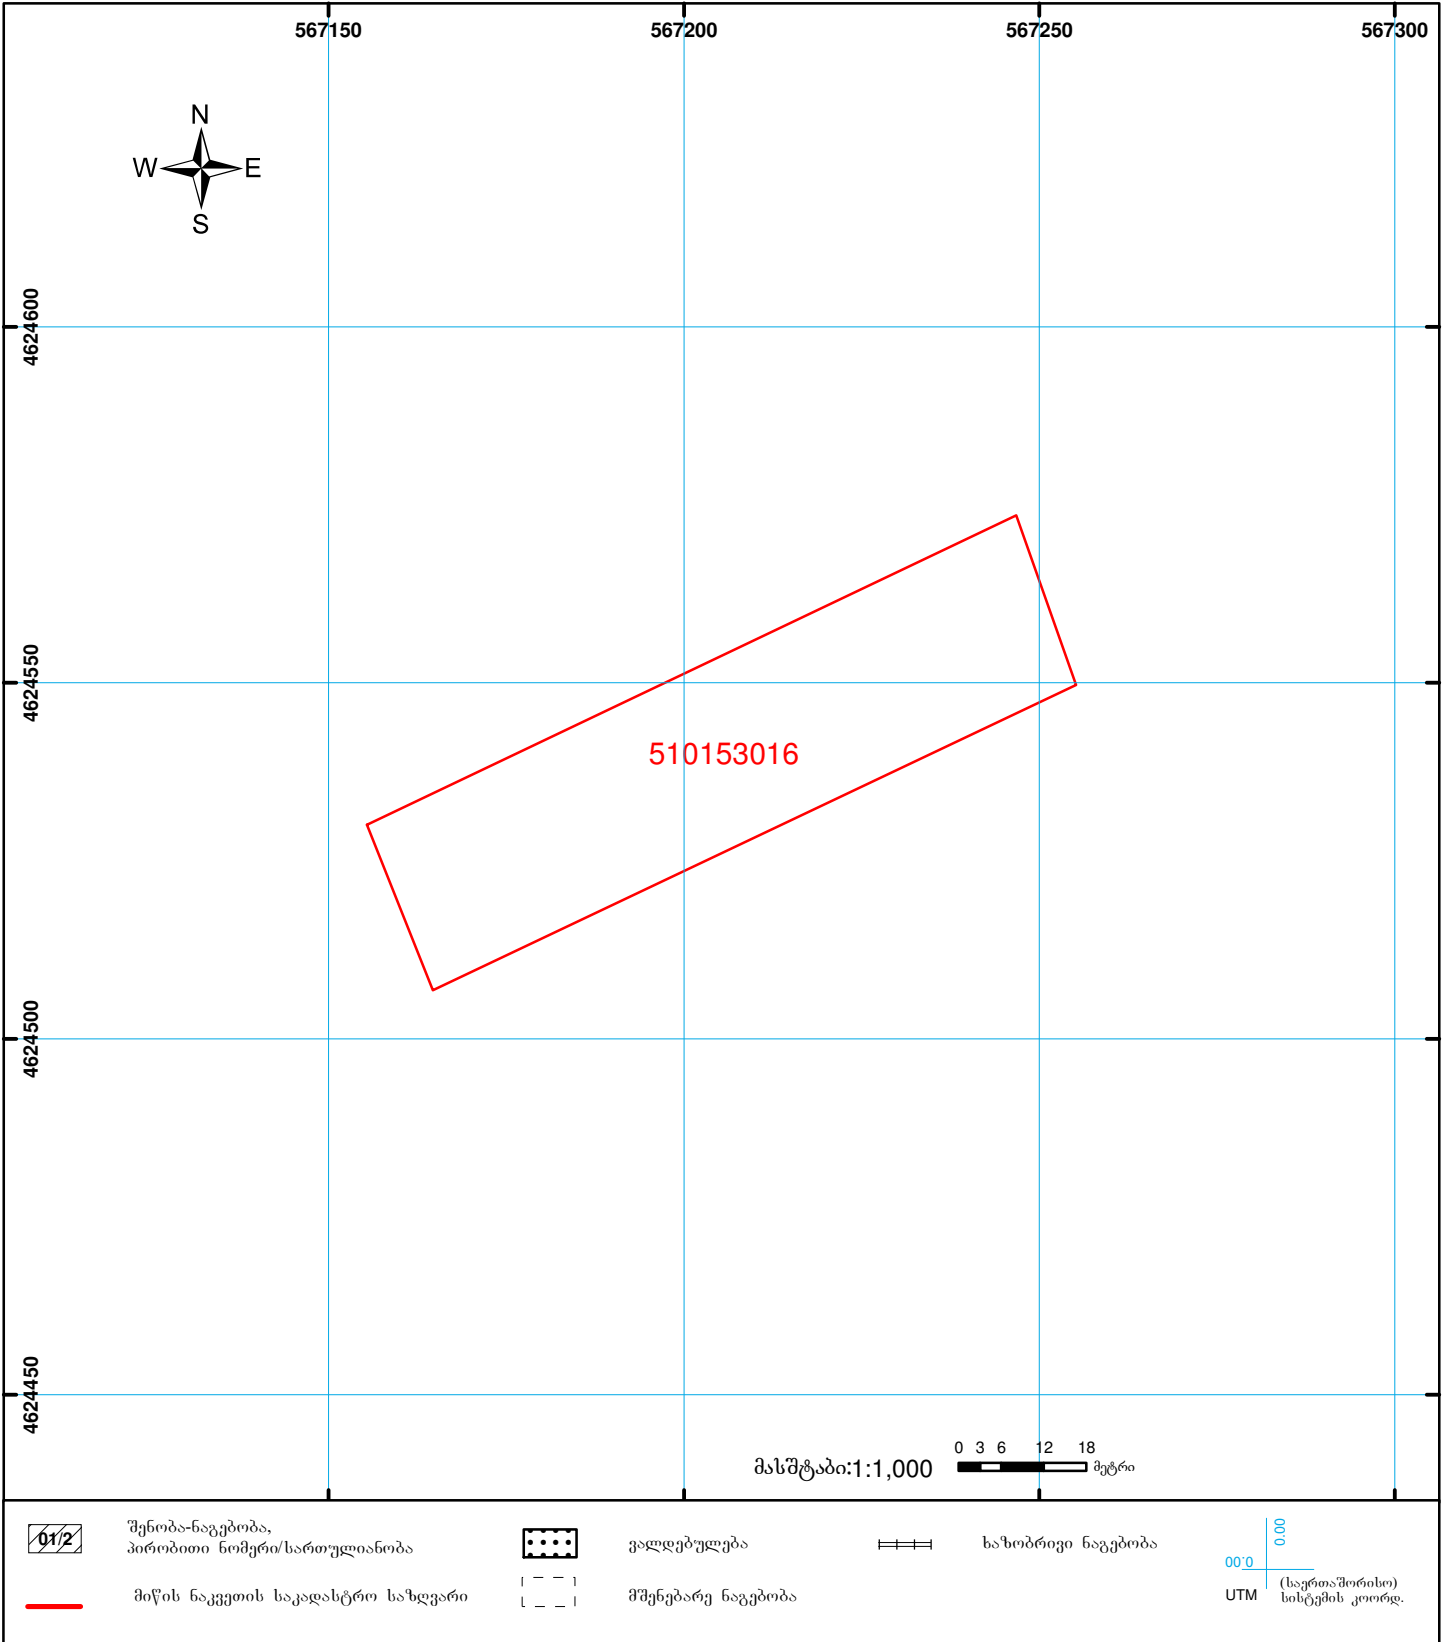 567150 567200 567250 567300
N
W E
S
4624600
4624550
510153016
4624500
4624450
მასშტაბი:1:1,000 0 3 6 12 18 მეტრი
01/2 შენობა-ნაგებობა,
პირობითი ნომერი/სართულიანობა
ვალდებულება
ხაზობრივი ნაგებობა
0.00
0.00
მიწის ნაკვეთის საკადასტრო საზღვარი
მშენებარე ნაგებობა
UTM (საერთაშორისო)
სისტემის კოორდ.